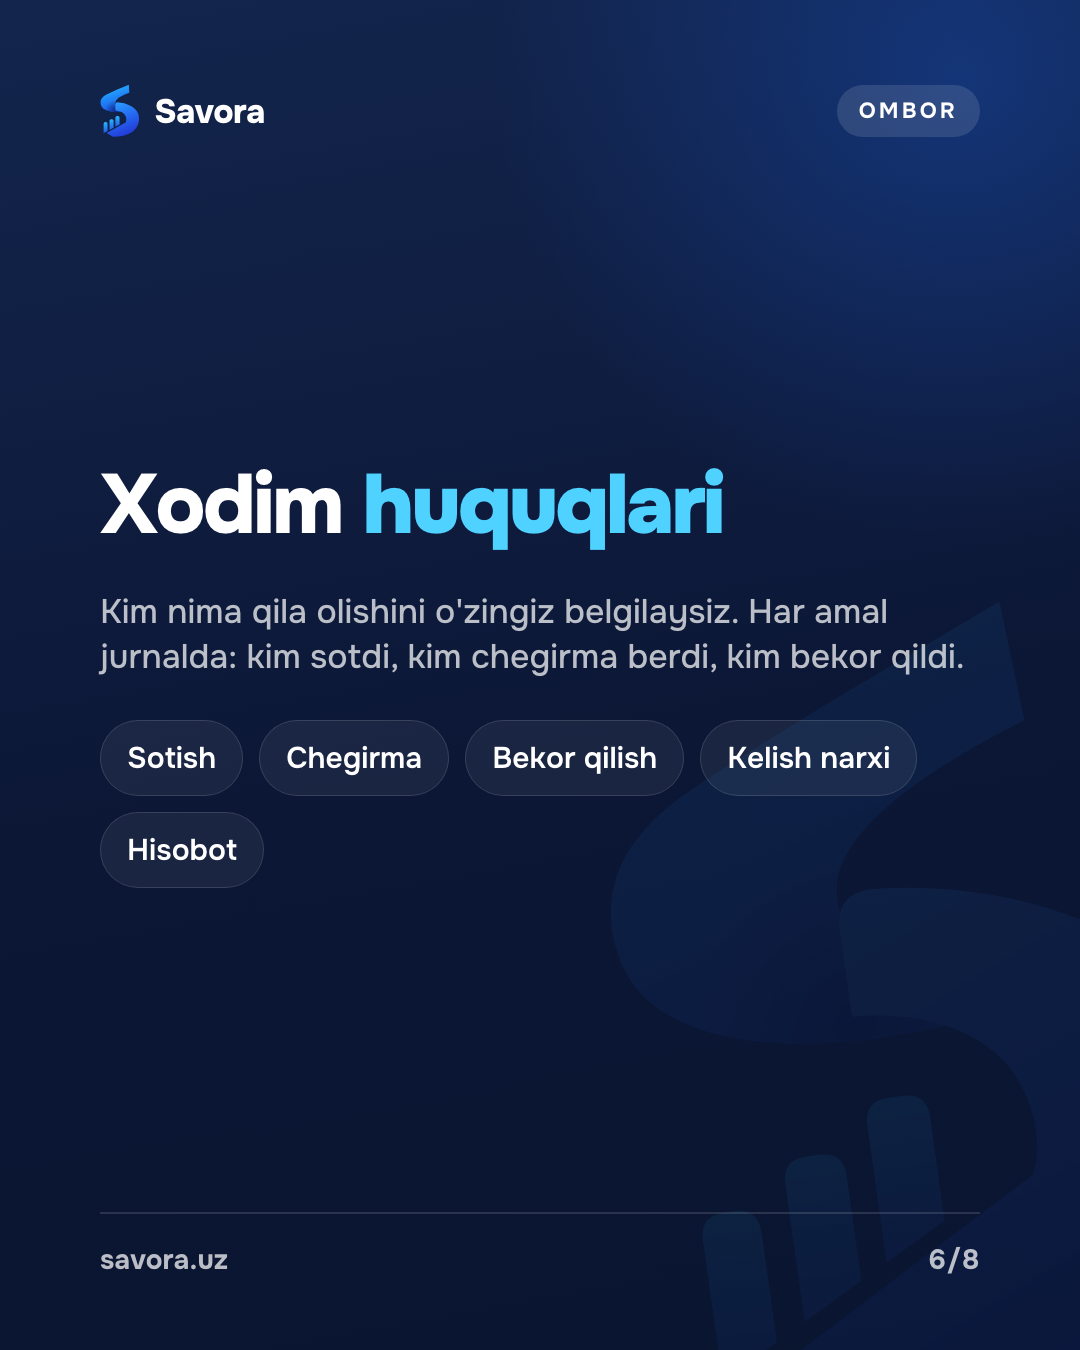 Savora
OMBOR
Xodim huquqlari
Kim nima qila olishini o'zingiz belgilaysiz. Har amal
jurnalda: kim sotdi, kim chegirma berdi, kim bekor qildi.
Sotish
Chegirma
Bekor qilish
Kelish narxi
Hisobot
savora.uz
6/8